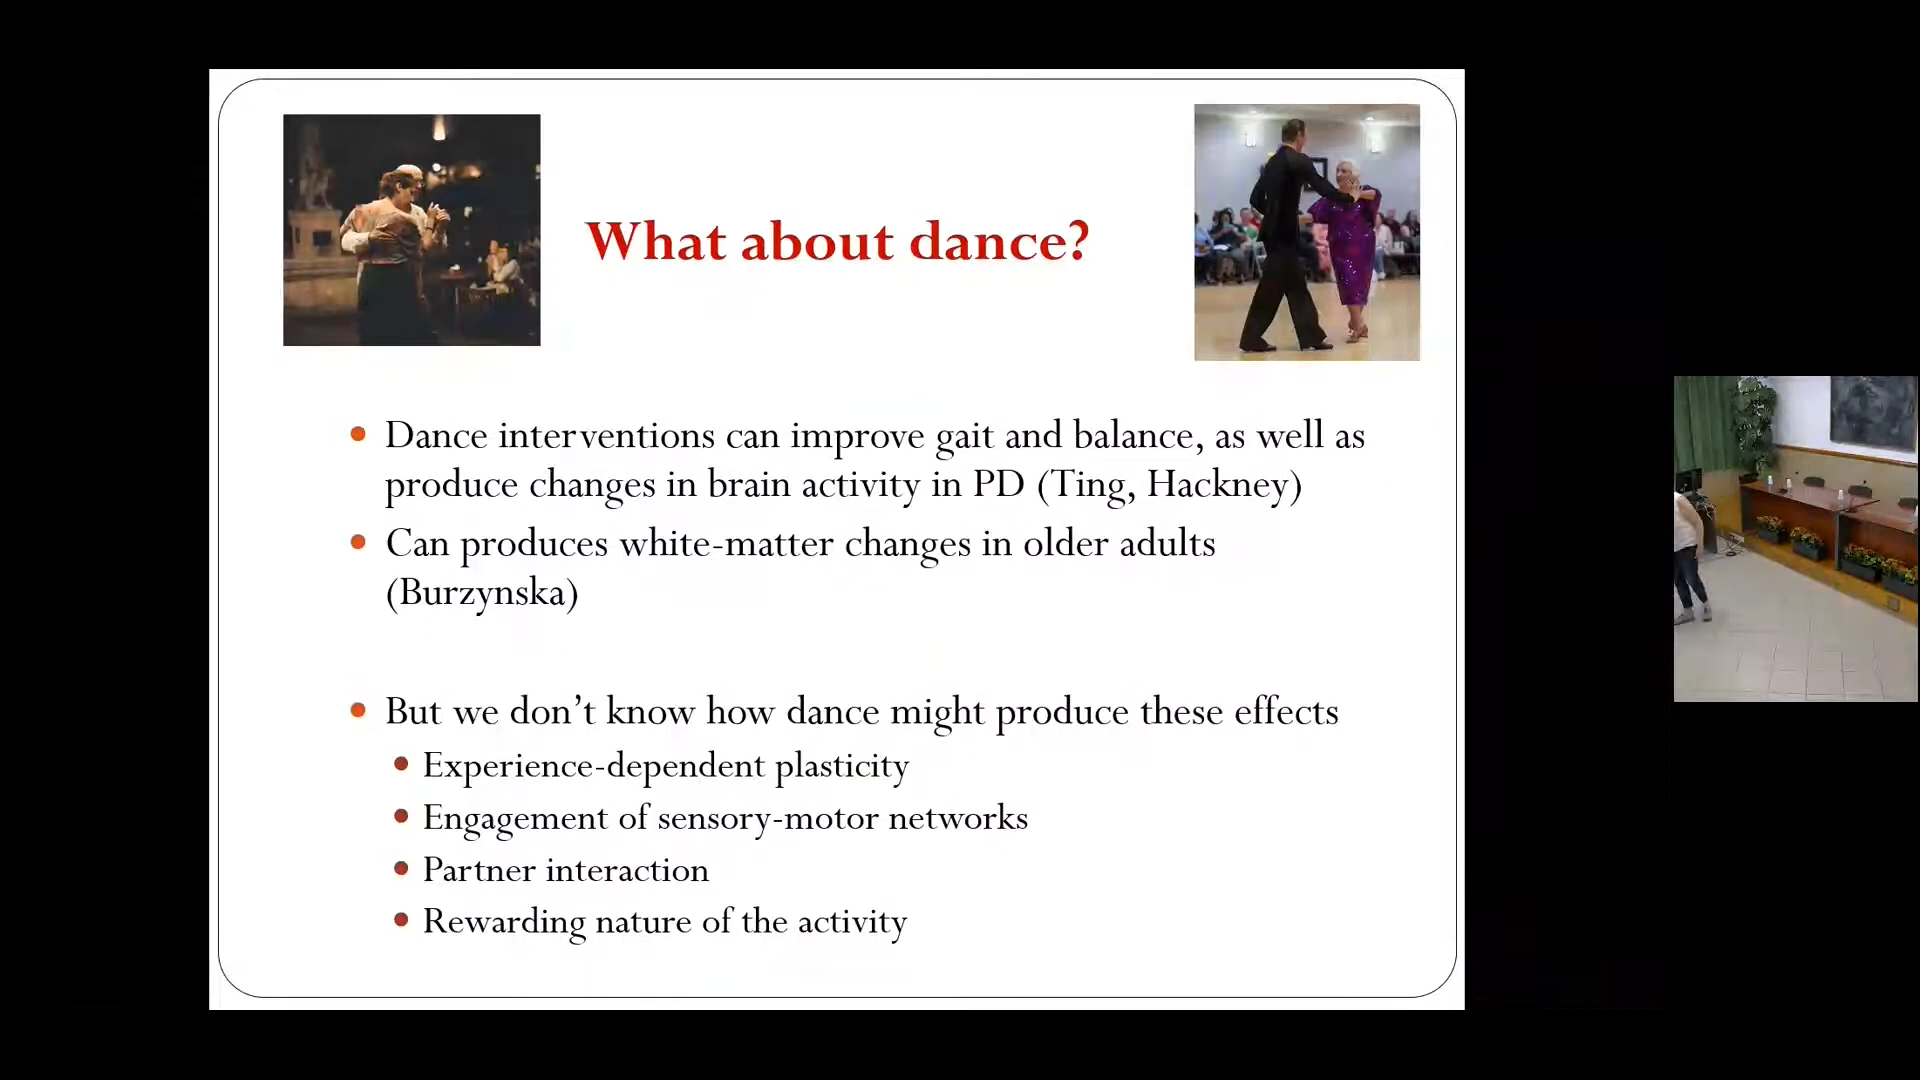 What about dance?
Dance interventions can improve gait and balance, as well as
produce changes in brain activity in PD (Ting, Hackney)
Can produces white-matter changes in older adults
(Burzynska)
But we don’t know how dance might produce these effects
Experience-dependent plasticity
Engagement of sensory-motor networks
Partner interaction
Rewarding nature of the activity